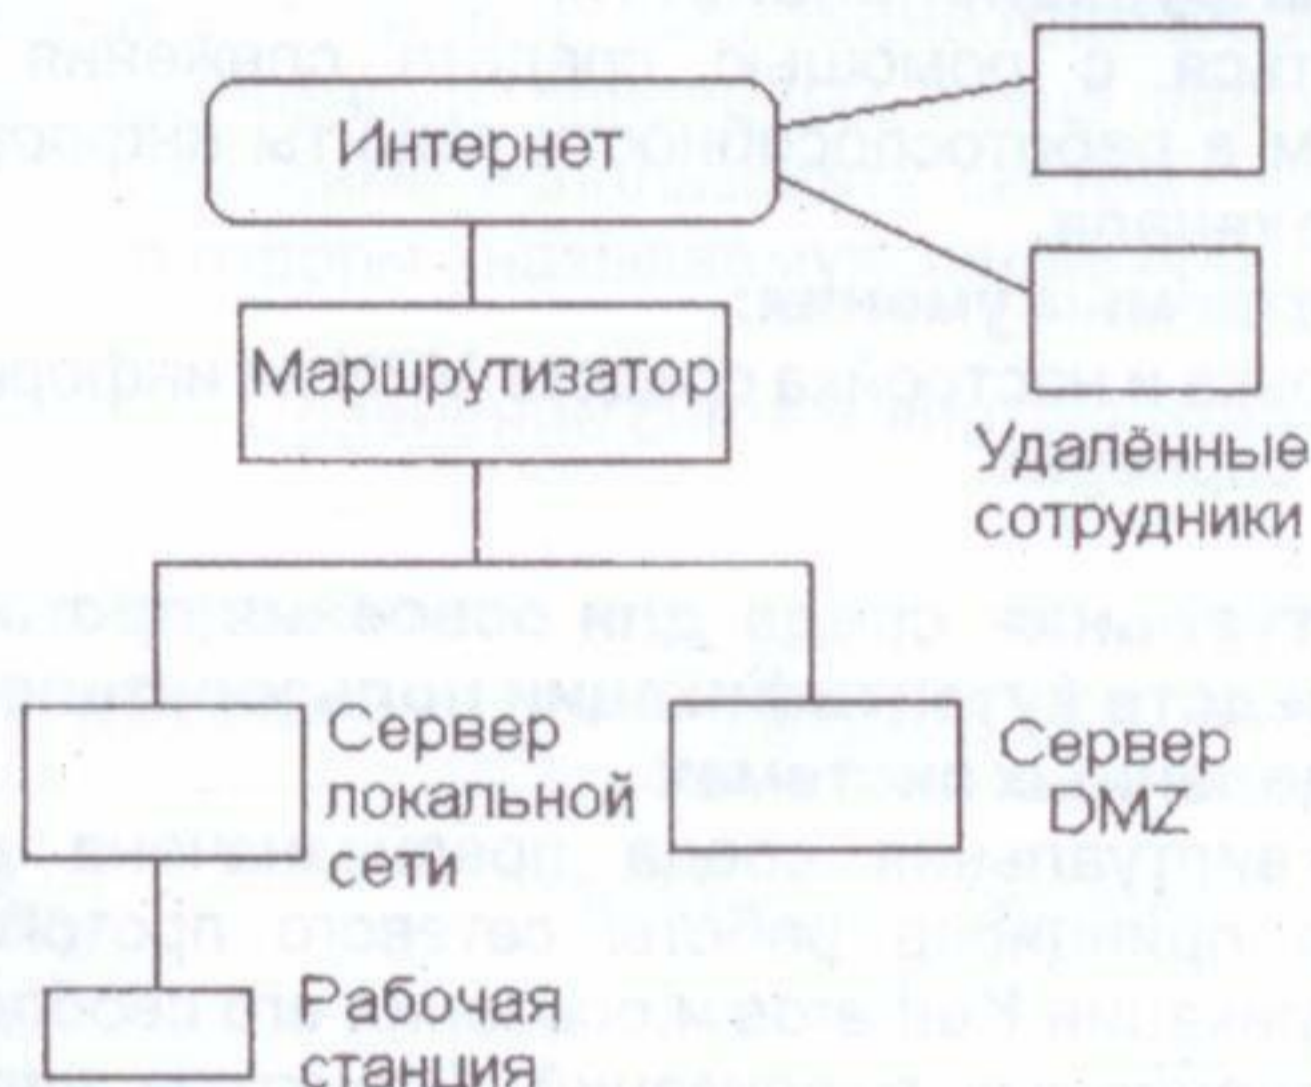 Интернет
Маршрутизатор
Удалённые
сотрудники
Сервер
локальной
сети
Сервер
DMZ
Рабочая
станция